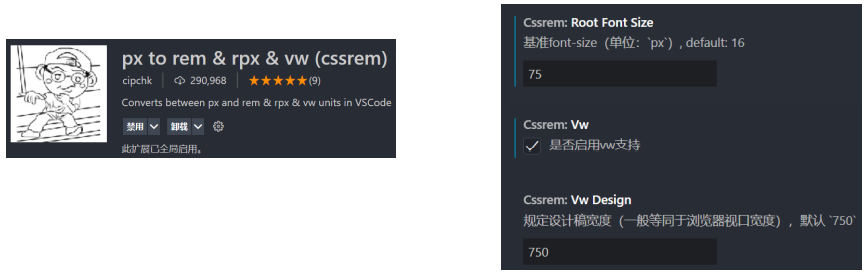 px to rem & rpx & vw (cssrem)
cipchk 290,968 ★★★★★(9)
Converts between px and rem & rpx & vw units in VSCode
禁用 卸载
此扩展已全局启用。
Cssrem: Root Font Size
基准font-size（单位：`px`）, default: 16
75
Cssrem: Vw
是否启用vw支持
Cssrem: Vw Design
规定设计稿宽度（一般等同于浏览器视口宽度），默认 `750`
750